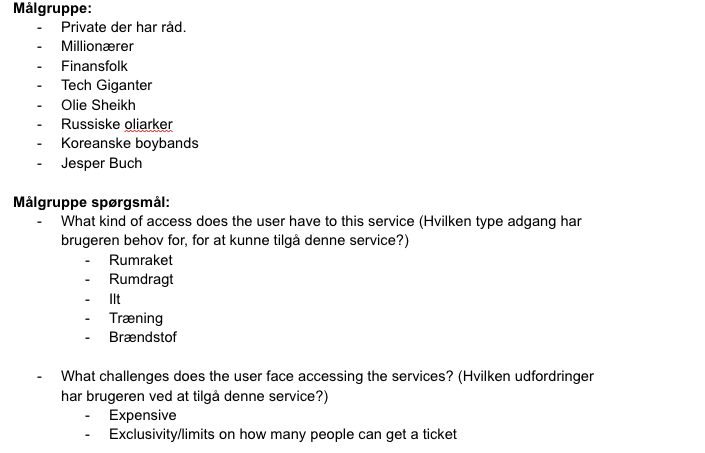 Målgruppe:
- Private der har råd.
- Millionærer
- Finansfolk
- Tech Giganter
- Olie Sheikh
- Russiske oliarker
- Koreanske boybands
- Jesper Buch
Målgruppe spørgsmål:
- What kind of access does the user have to this service (Hvilken type adgang har
brugeren behov for, for at kunne tilgå denne service?)
- Rumraket
- Rumdragt
- Ilt
- Træning
- Brændstof
- What challenges does the user face accessing the services? (Hvilken udfordringer
har brugeren ved at tilgå denne service?)
- Expensive
- Exclusivity/limits on how many people can get a ticket